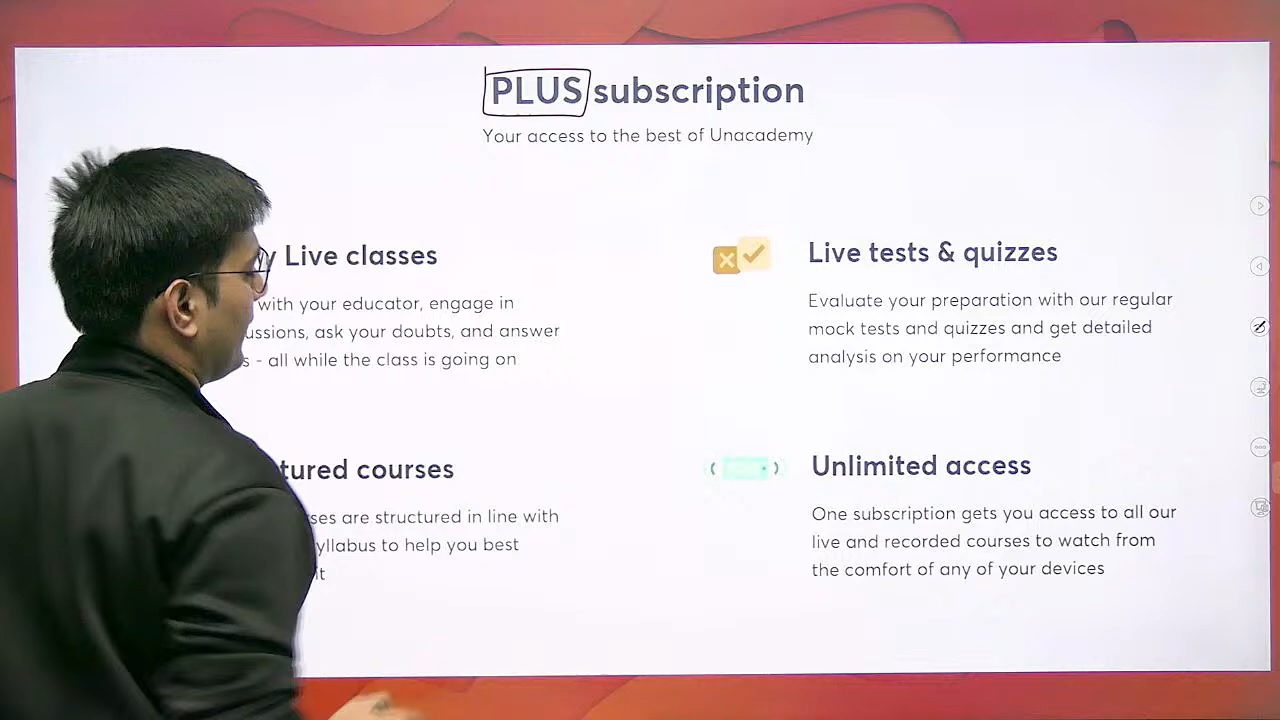 PLUS subscription
Your access to the best of Unacademy
Live classes
with your educator, engage in
ask your doubts, and answer
- all while the class is going on
courses
are structured in line with
to help you best
Live tests & quizzes
Evaluate your preparation with our regular
mock tests and quizzes and get detailed
analysis on your performance
Unlimited access
One subscription gets you access to all our
live and recorded courses to watch from
the comfort of any of your devices